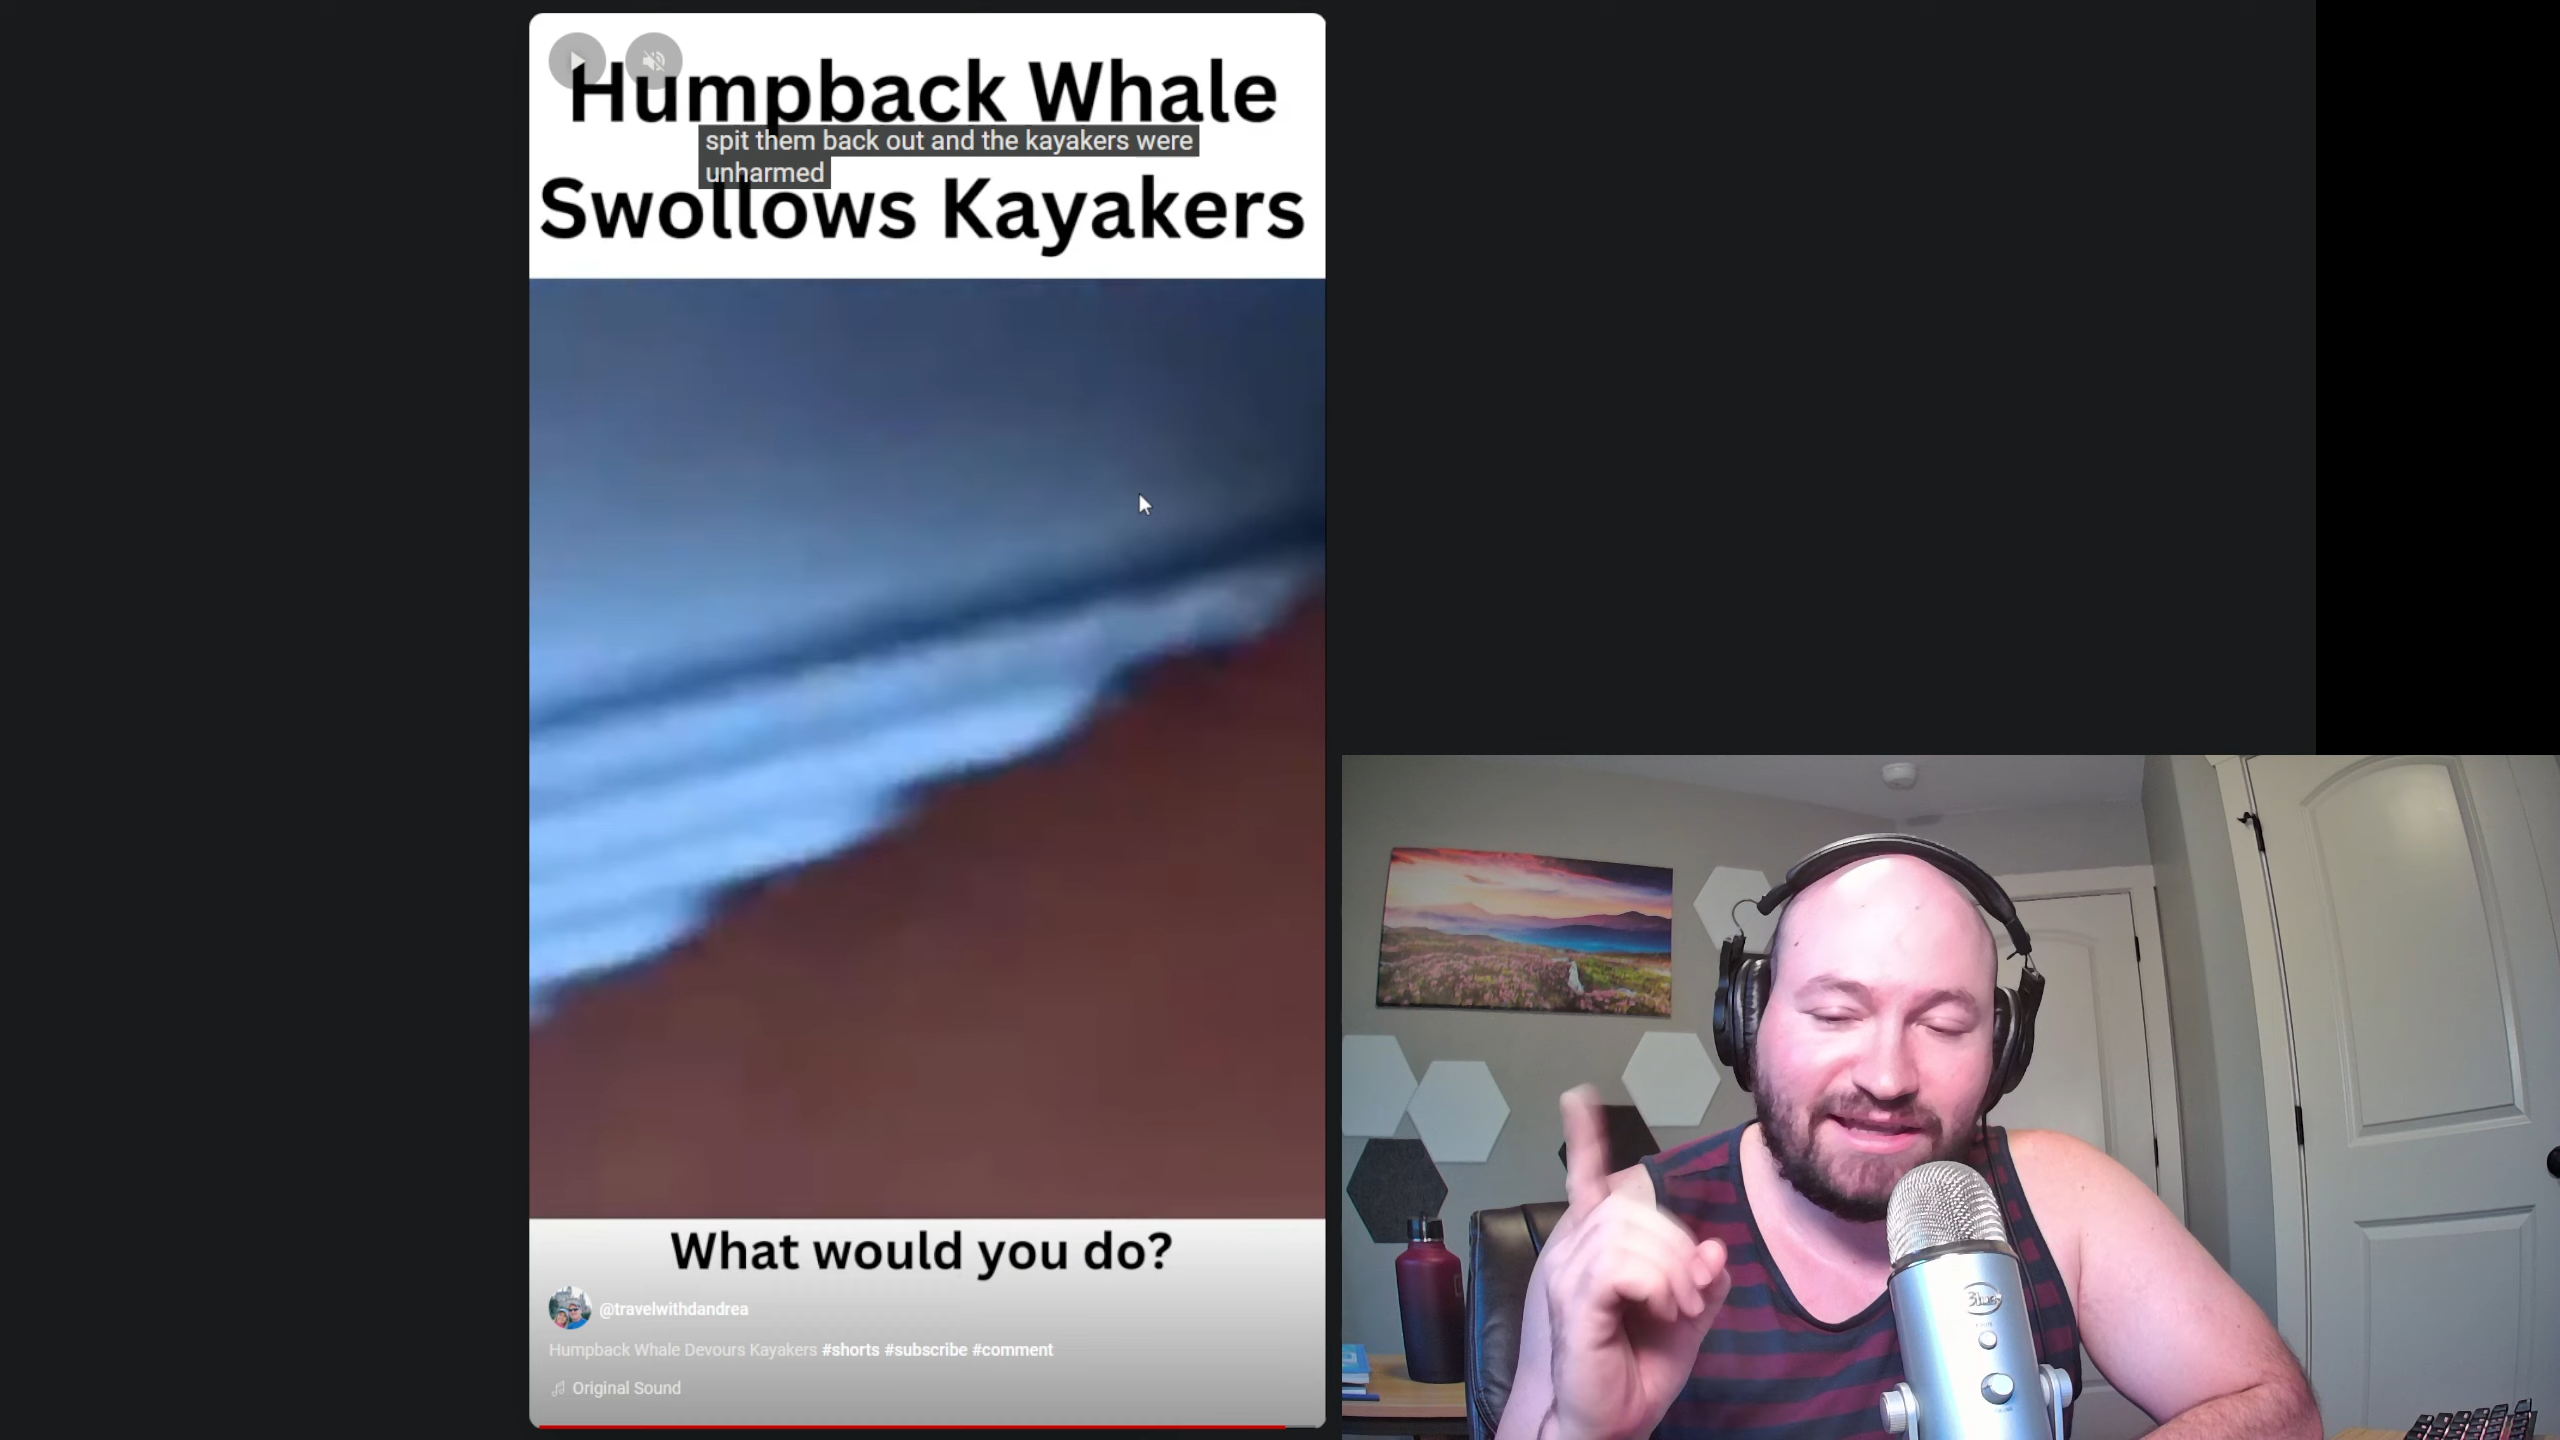 Humpback Whale
spit them back out and the kayakers were
unharmed
Swollows Kayakers
What would you do?
@travelwithdandrea
Humpback Whale Devours Kayakers #shorts #subscribe #comment
Original Sound
Blue